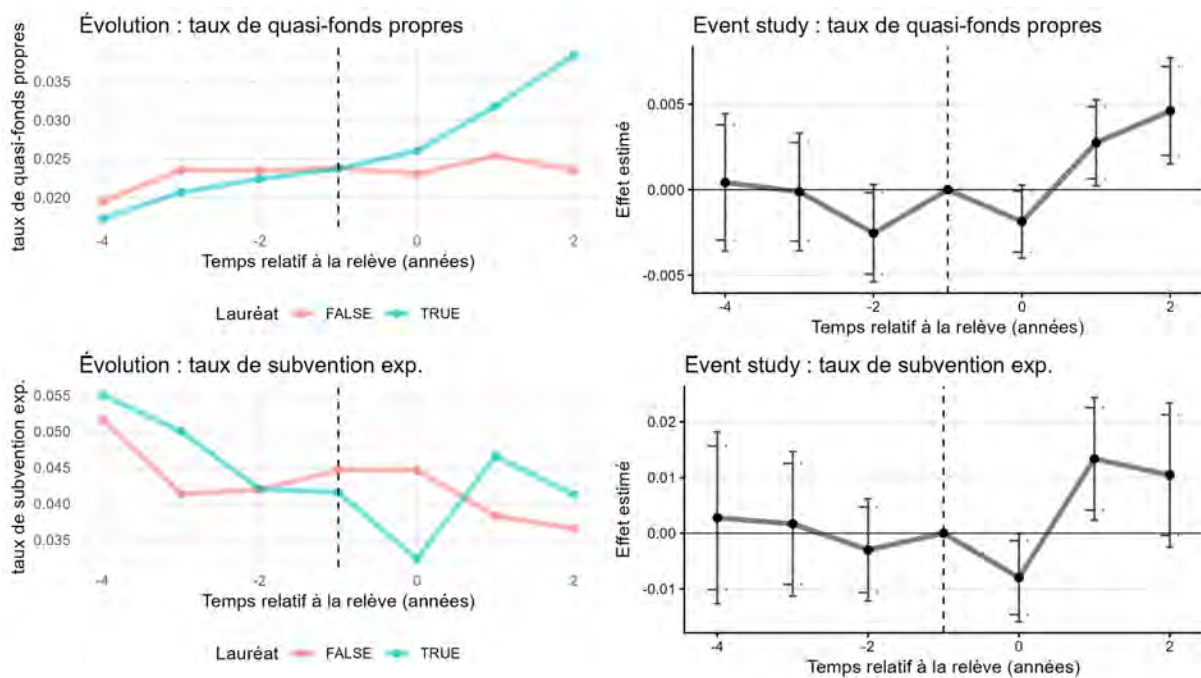 Évolution : taux de quasi-fonds propres
taux de quasi-fonds propres
0.035
0.030
0.025
0.020
-4
-2
0
2
Temps relatif à la relève (années)
Lauréat FALSE TRUE
Event study : taux de quasi-fonds propres
Effet estimé
0.005
0.000
-0.005
-4
-2
0
2
Temps relatif à la relève (années)
Évolution : taux de subvention exp.
taux de subvention exp.
0.055
0.050
0.045
0.040
0.035
-4
-2
0
2
Temps relatif à la relève (années)
Lauréat FALSE TRUE
Event study : taux de subvention exp.
Effet estimé
0.02
0.01
0.00
-0.01
-4
-2
0
2
Temps relatif à la relève (années)